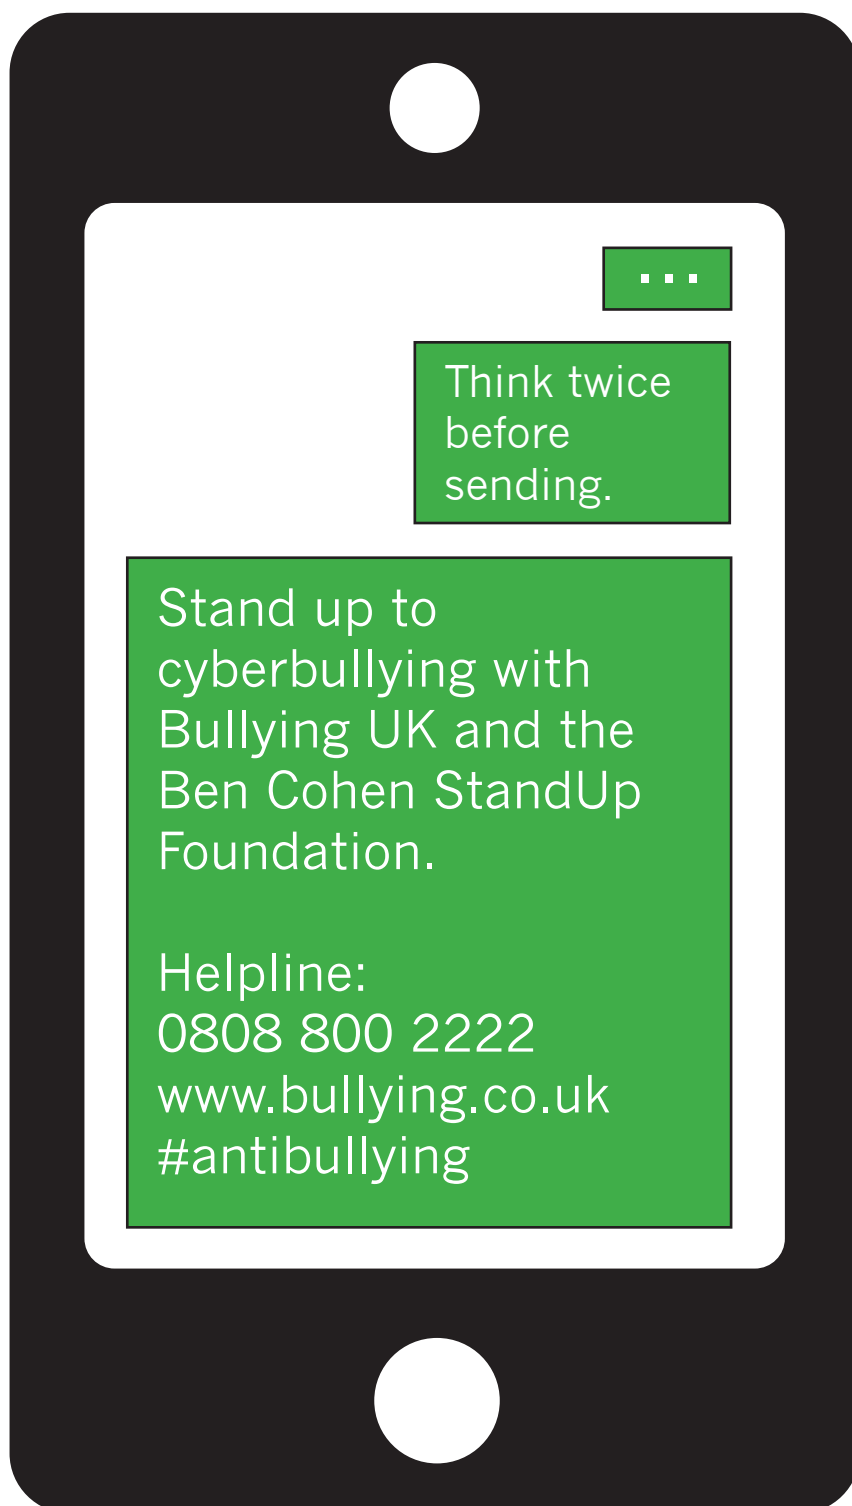 ...
Think twice
before
sending.
Stand up to
cyberbullying with
Bullying UK and the
Ben Cohen StandUp
Foundation.
Helpline:
0808 800 2222
www.bullying.co.uk
#antibullying